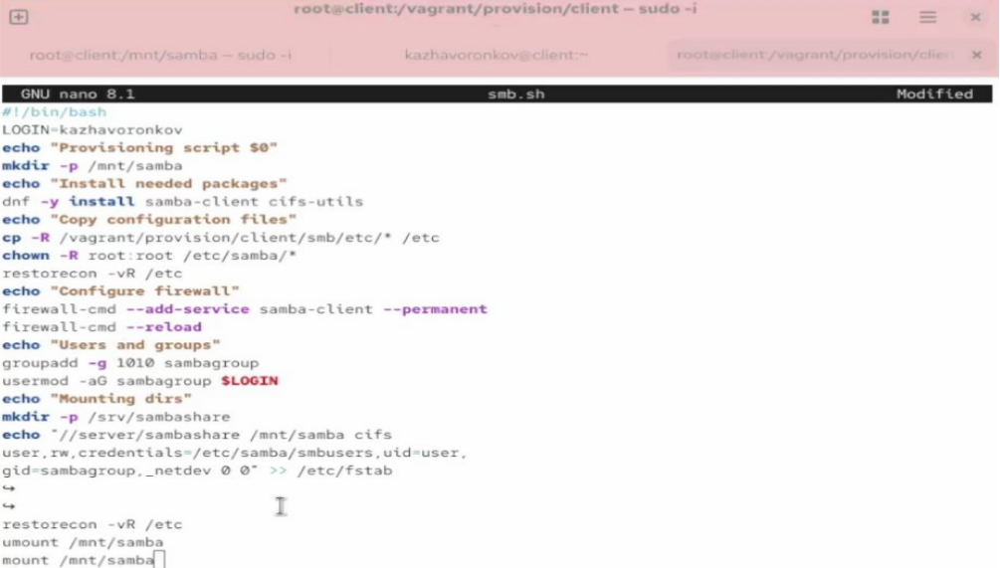 root@client:/vagrant/provision/client — sudo -i
root@client:/mnt/samba — sudo -i
kazhavoronkov@client:~
root@client:/vagrant/provision/clie
GNU nano 8.1 smb.sh Modified
#!/bin/bash
LOGIN=kazhavoronkov
echo "Provisioning script $0"
mkdir -p /mnt/samba
echo "Install needed packages"
dnf -y install samba-client cifs-utils
echo "Copy configuration files"
cp -R /vagrant/provision/client/smb/etc/* /etc
chown -R root:root /etc/samba/*
restorecon -vR /etc
echo "Configure firewall"
firewall-cmd --add-service samba-client --permanent
firewall-cmd --reload
echo "Users and groups"
groupadd -g 1010 sambagroup
usermod -aG sambagroup $LOGIN
echo "Mounting dirs"
mkdir -p /srv/sambashare
echo "//server/sambashare /mnt/samba cifs
user,rw,credentials=/etc/samba/smbusers,uid=user,
gid=sambagroup,_netdev 0 0" >> /etc/fstab
↪
↪
restorecon -vR /etc
umount /mnt/samba
mount /mnt/samba